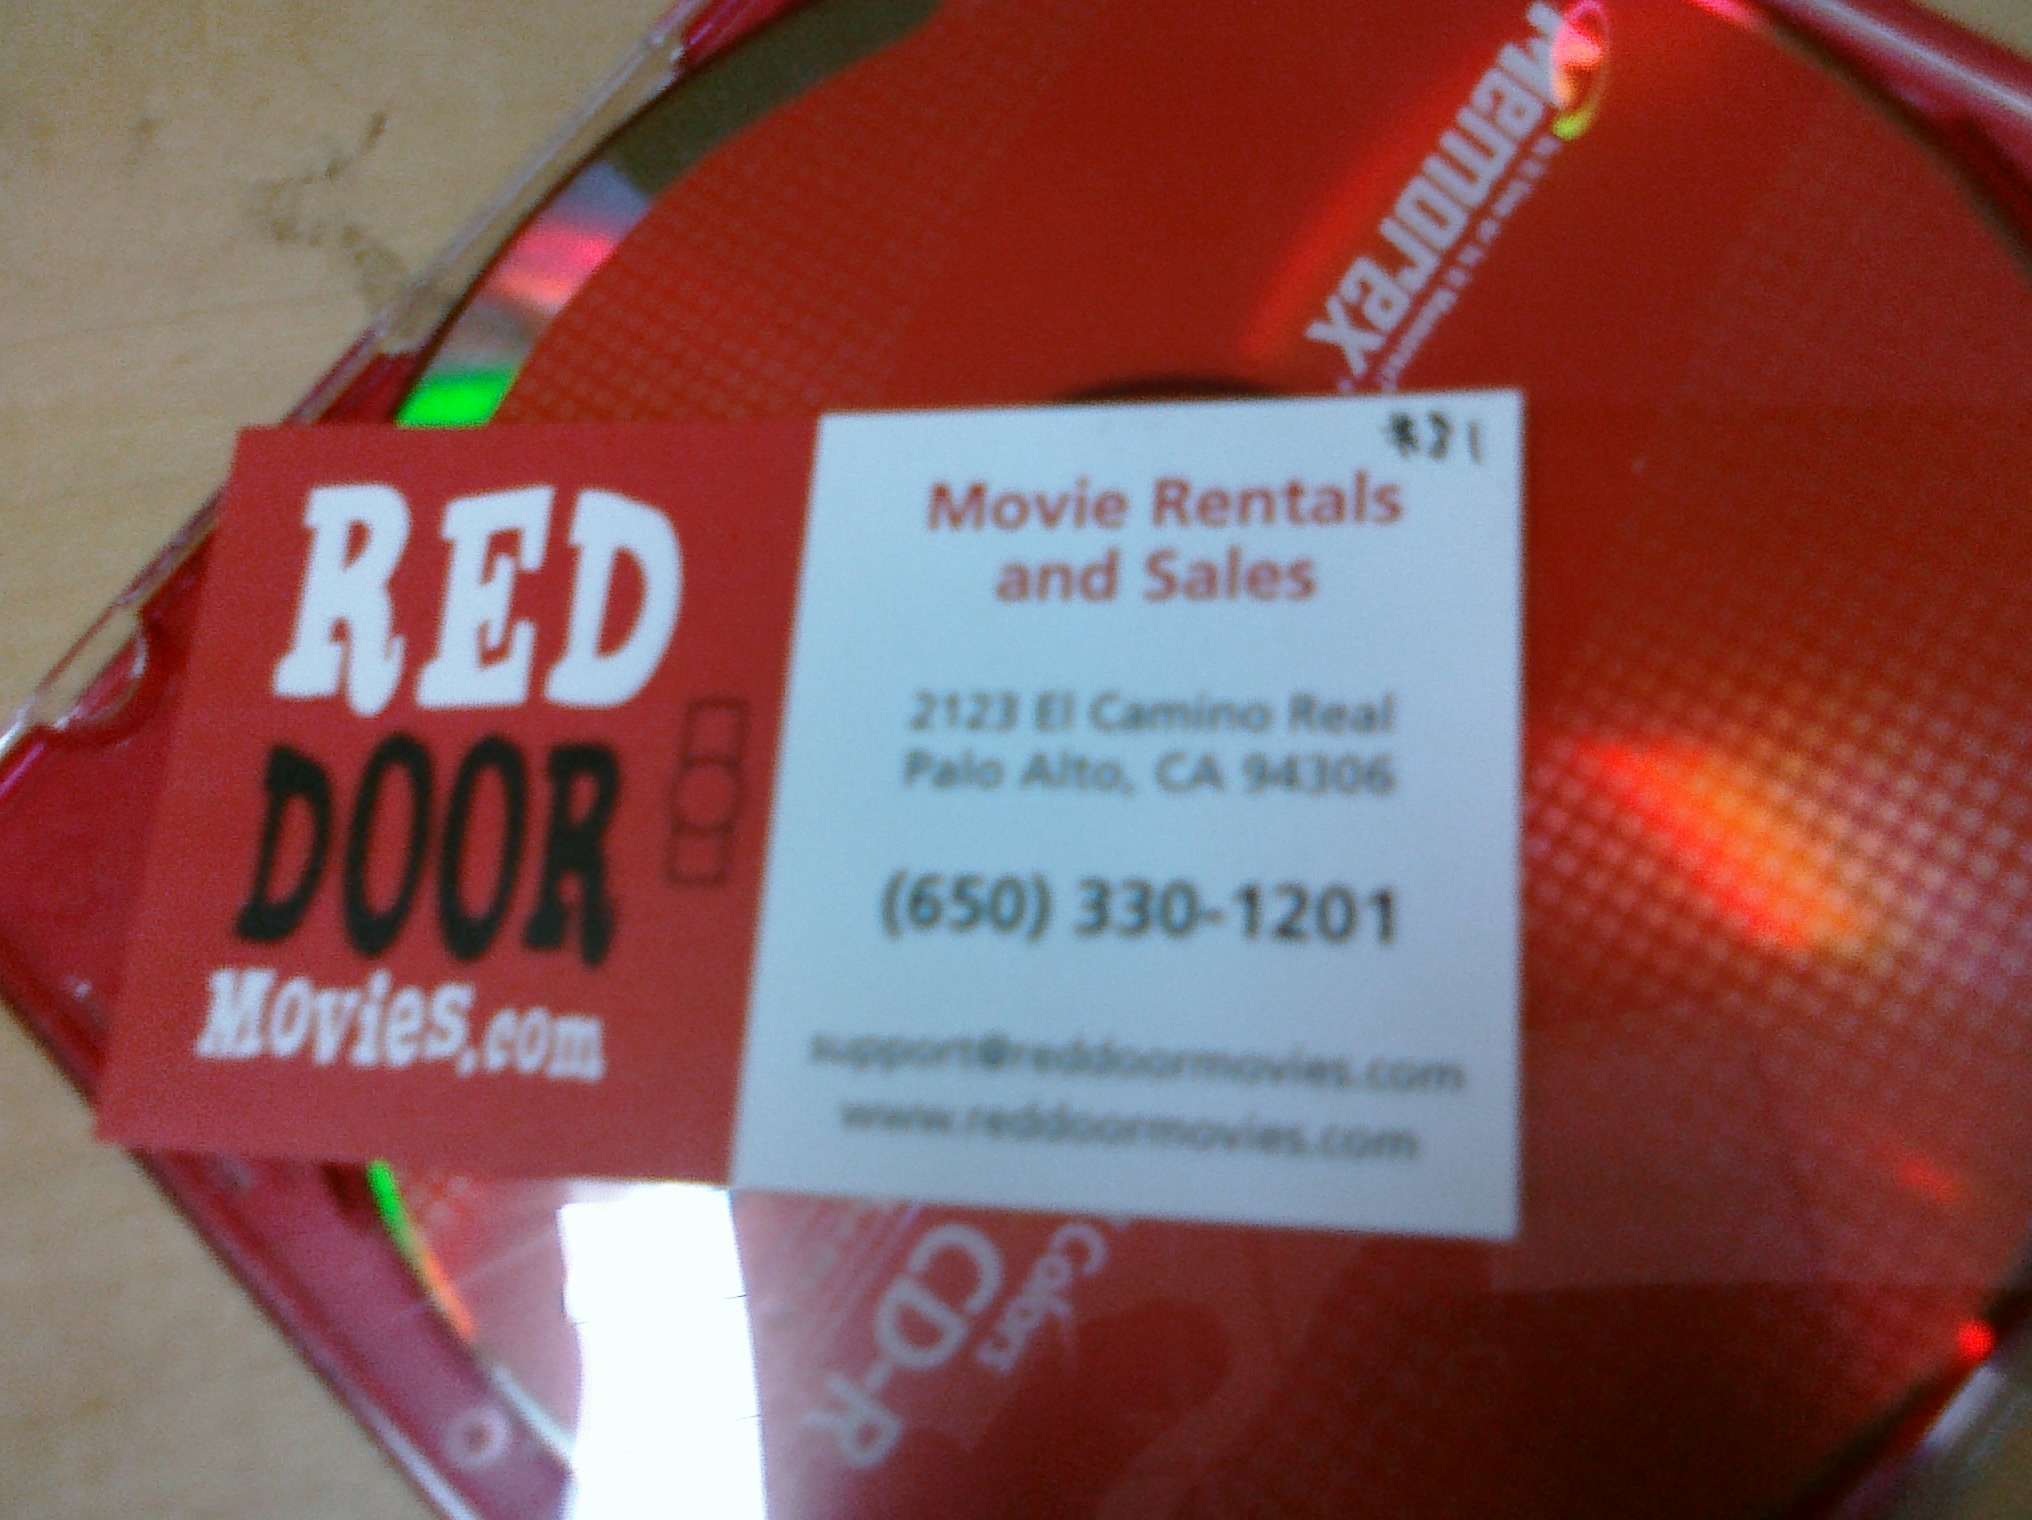 Memorex
RED
DOOR
Movies.com
Movie Rentals
and Sales
2123 El Camino Real
Palo Alto, CA 94306
(650) 330-1201
support@reddoormovies.com
www.reddoormovies.com
Colors
CD-R